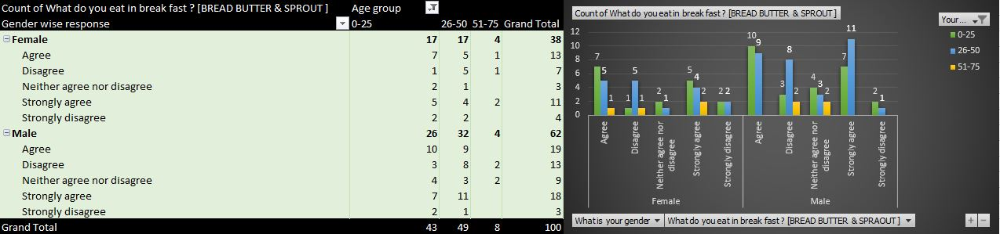 Count of What do you eat in break fast ? [BREAD BUTTER & SPROUT ] Age group
Gender wise response 0-25 26-50 51-75 Grand Total
Female 17 17 4 38
Agree 7 5 1 13
Disagree 1 5 1 7
Neither agree nor disagree 2 1 3
Strongly agree 5 4 2 11
Strongly disagree 2 2 4
Male 26 32 4 62
Agree 10 9 19
Disagree 3 8 2 13
Neither agree nor disagree 4 3 2 9
Strongly agree 7 11 18
Strongly disagree 2 1 3
Grand Total 43 49 8 100
Count of What do you eat in break fast ? [BREAD BUTTER & SPROUT ]
Your...
0-25
26-50
51-75
12
10
8
6
4
2
0
7 5 1
1 5 1
2 1
5 4 2
2 2
10 9
3 8 2
4 3 2
7 11
2 1
Agree
Disagree
Neither agree nor
disagree
Strongly agree
Strongly disagree
Agree
Disagree
Neither agree nor
disagree
Strongly agree
Strongly disagree
Female Male
What is your gender What do you eat in break fast ? [BREAD BUTTER & SPRAOUT ]
+ −